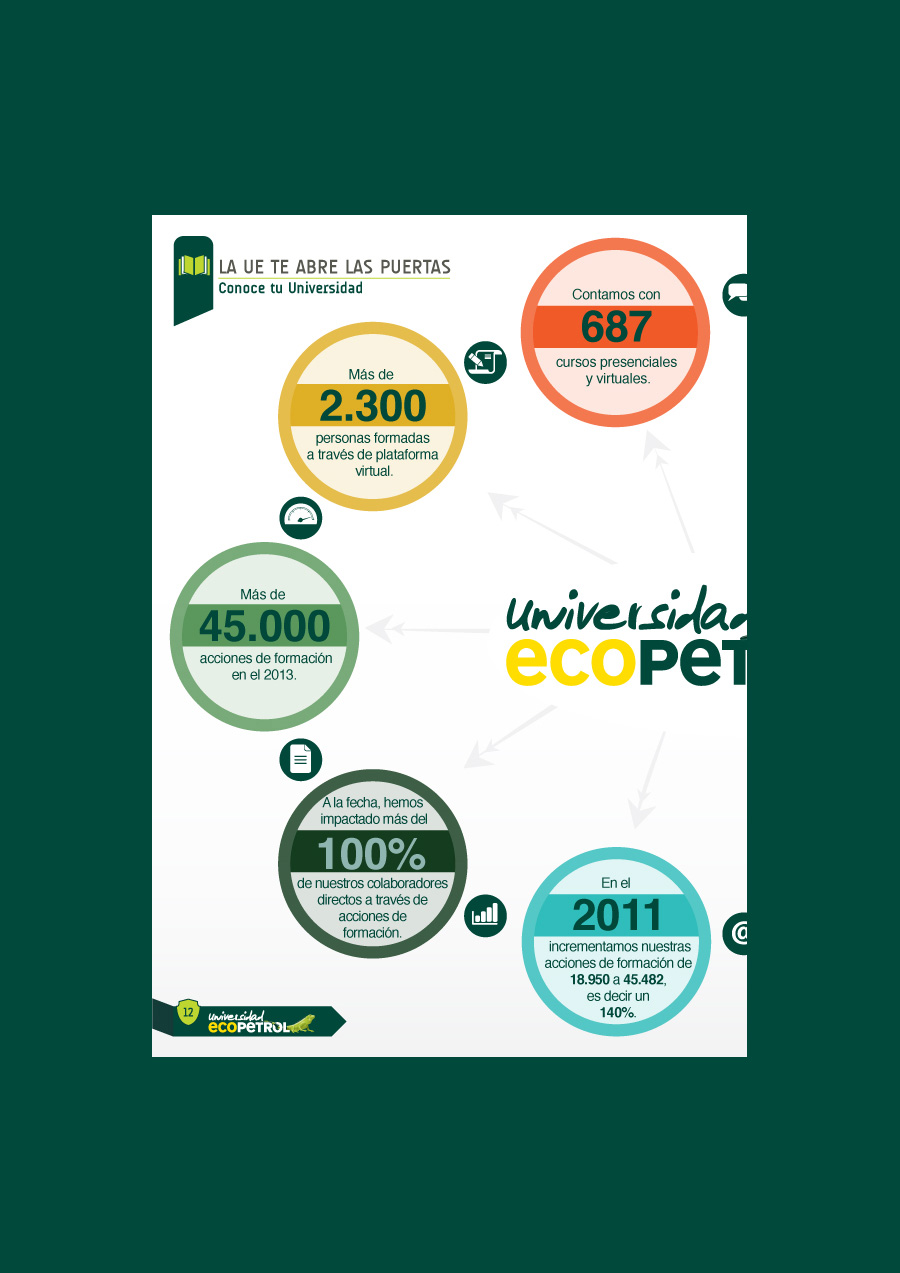 LA UE TE ABRE LAS PUERTAS
Conoce tu Universidad
Contamos con
687
cursos presenciales
y virtuales.
Más de
2.300
personas formadas
a través de plataforma
virtual.
Más de
45.000
acciones de formación
en el 2013.
universidad
ecoPET
A la fecha, hemos
impactado más del
100%
de nuestros colaboradores
directos a través de
acciones de
formación.
En el
2011
incrementamos nuestras
acciones de formación de
18.950 a 45.482,
es decir un
140%.
@
12
universidad
ecoPETROL